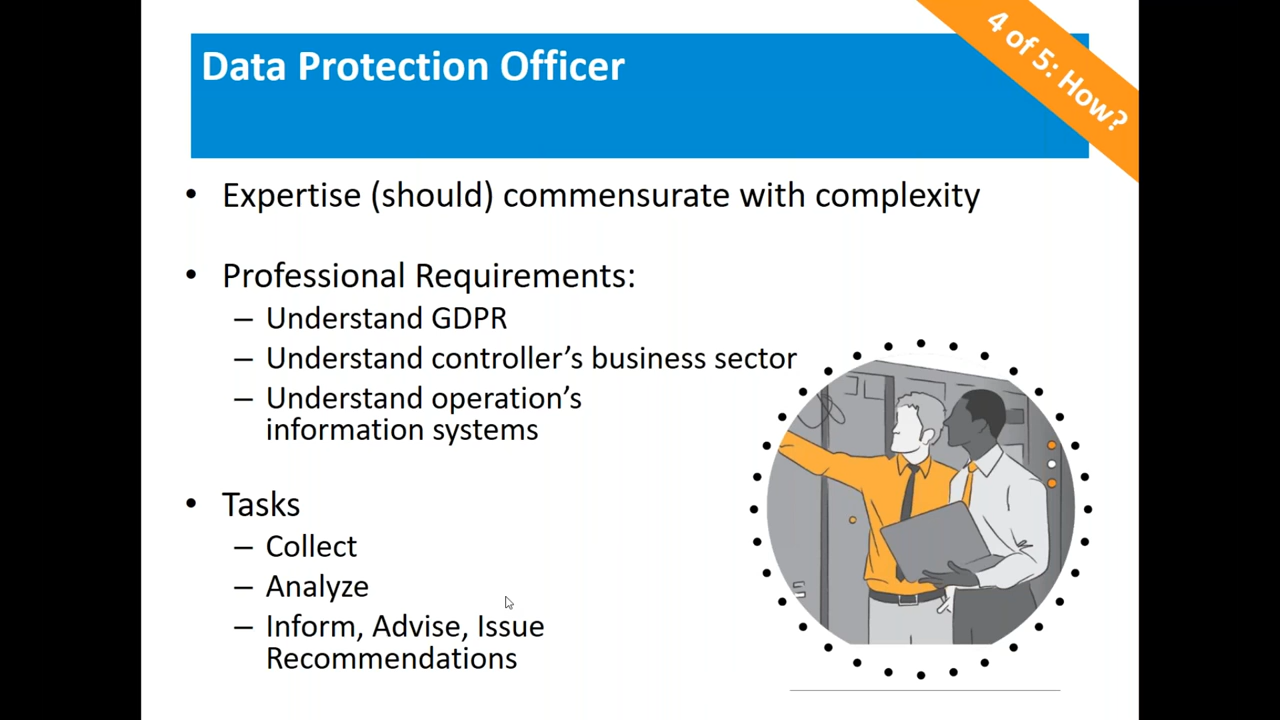 Data Protection Officer
4 of 5: How?
• Expertise (should) commensurate with complexity
• Professional Requirements:
– Understand GDPR
– Understand controller’s business sector
– Understand operation’s
information systems
• Tasks
– Collect
– Analyze
– Inform, Advise, Issue
Recommendations